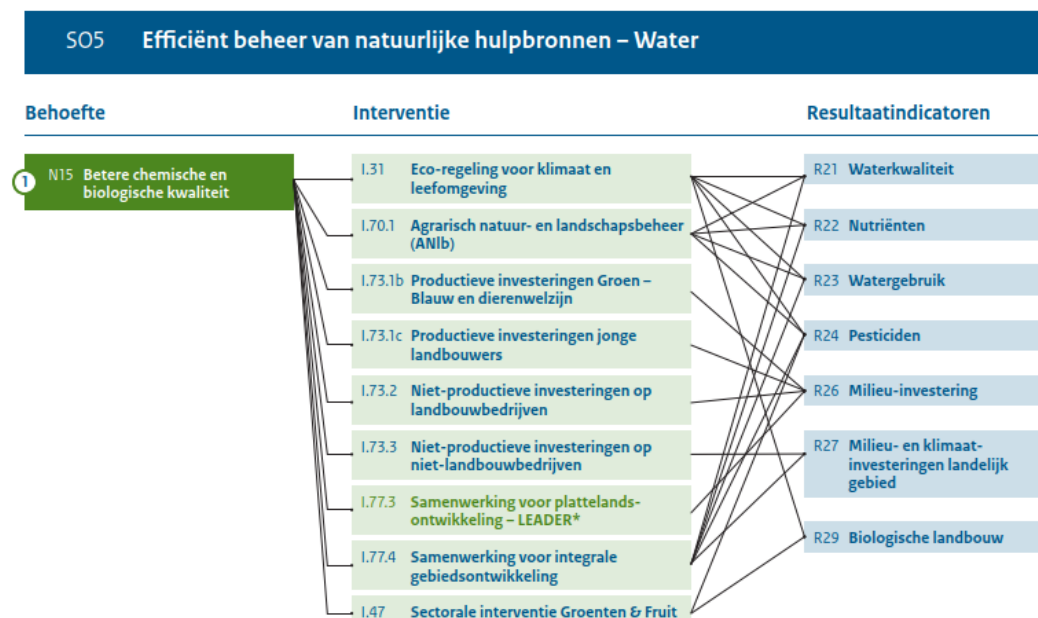 SO5 Efficiënt beheer van natuurlijke hulpbronnen – Water
Behoefte
Interventie
Resultaatindicatoren
1
N15 Betere chemische en
biologische kwaliteit
I.31 Eco-regeling voor klimaat en
leefomgeving
I.70.1 Agrarisch natuur- en landschapsbeheer
(ANlb)
I.73.1b Productieve investeringen Groen –
Blauw en dierenwelzijn
I.73.1c Productieve investeringen jonge
landbouwers
I.73.2 Niet-productieve investeringen op
landbouwbedrijven
I.73.3 Niet-productieve investeringen op
niet-landbouwbedrijven
I.77.3 Samenwerking voor plattelands-
ontwikkeling – LEADER*
I.77.4 Samenwerking voor integrale
gebiedsontwikkeling
I.47 Sectorale interventie Groenten & Fruit
R21 Waterkwaliteit
R22 Nutriënten
R23 Watergebruik
R24 Pesticiden
R26 Milieu-investering
R27 Milieu- en klimaat-
investeringen landelijk
gebied
R29 Biologische landbouw